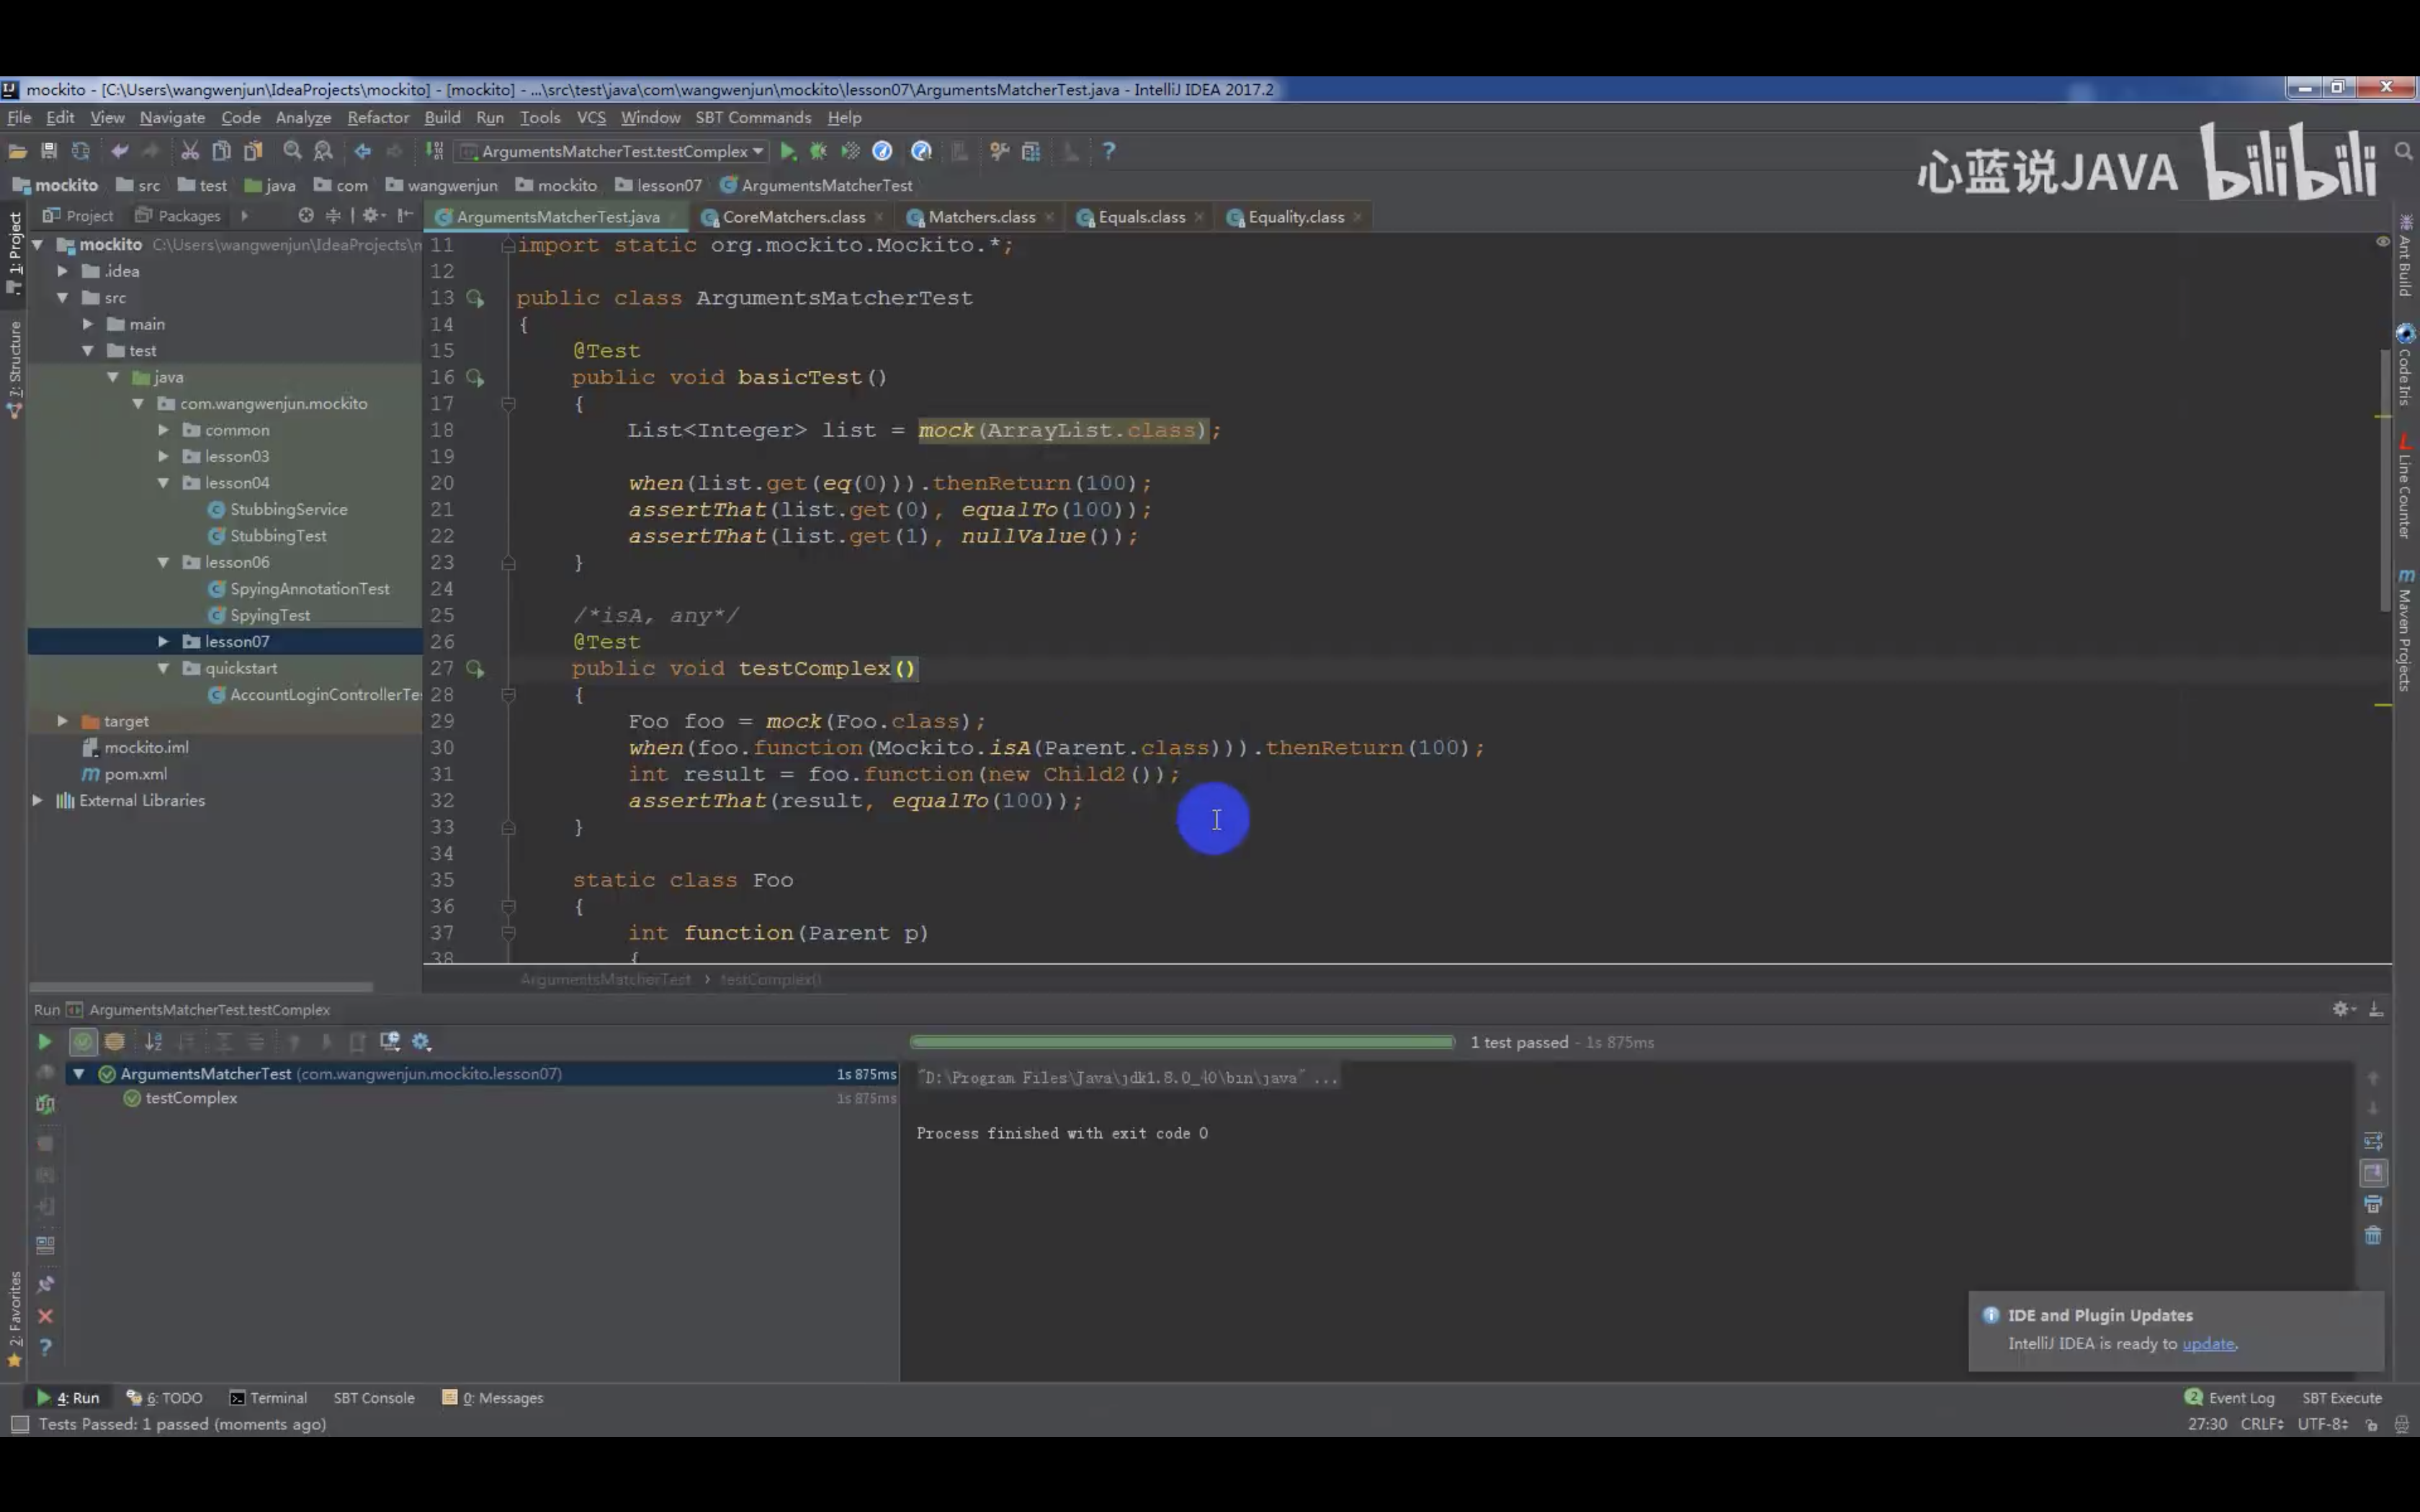 mockito - [C:\Users\wangwenjun\IdeaProjects\mockito] - [mockito] - ...\src\test\java\com\wangwenjun\mockito\lesson07\ArgumentsMatcherTest.java - IntelliJ IDEA 2017.2
File Edit View Navigate Code Analyze Refactor Build Run Tools VCS Window SBT Commands Help
ArgumentsMatcherTest.testComplex
心蓝说JAVA bilibili
mockito src test java com wangwenjun mockito lesson07 ArgumentsMatcherTest
Project Packages
ArgumentsMatcherTest.java CoreMatchers.class Matchers.class Equals.class Equality.class
1: Project
7: Structure
2: Favorites
mockito C:\Users\wangwenjun\IdeaProjects\m
.idea
src
main
test
java
com.wangwenjun.mockito
common
lesson03
lesson04
StubbingService
StubbingTest
lesson06
SpyingAnnotationTest
SpyingTest
lesson07
quickstart
AccountLoginControllerTe
target
mockito.iml
pom.xml
External Libraries
11 import static org.mockito.Mockito.*;
12
13 public class ArgumentsMatcherTest
14 {
15 @Test
16 public void basicTest()
17 {
18 List<Integer> list = mock(ArrayList.class);
19
20 when(list.get(eq(0))).thenReturn(100);
21 assertThat(list.get(0), equalTo(100));
22 assertThat(list.get(1), nullValue());
23 }
24
25 /*isA, any*/
26 @Test
27 public void testComplex()
28 {
29 Foo foo = mock(Foo.class);
30 when(foo.function(Mockito.isA(Parent.class))).thenReturn(100);
31 int result = foo.function(new Child2());
32 assertThat(result, equalTo(100));
33 }
34
35 static class Foo
36 {
37 int function(Parent p)
38 {
ArgumentsMatcherTest › testComplex()
Ant Build
Code Iris
Line Counter
Maven Projects
Run ArgumentsMatcherTest.testComplex
1 test passed - 1s 875ms
ArgumentsMatcherTest (com.wangwenjun.mockito.lesson07) 1s 875ms
testComplex 1s 875ms
"D:\Program Files\Java\jdk1.8.0_40\bin\java" ...
Process finished with exit code 0
IDE and Plugin Updates
IntelliJ IDEA is ready to update.
4: Run 6: TODO Terminal SBT Console 0: Messages
2 Event Log SBT Execute
Tests Passed: 1 passed (moments ago)
27:30 CRLF UTF-8